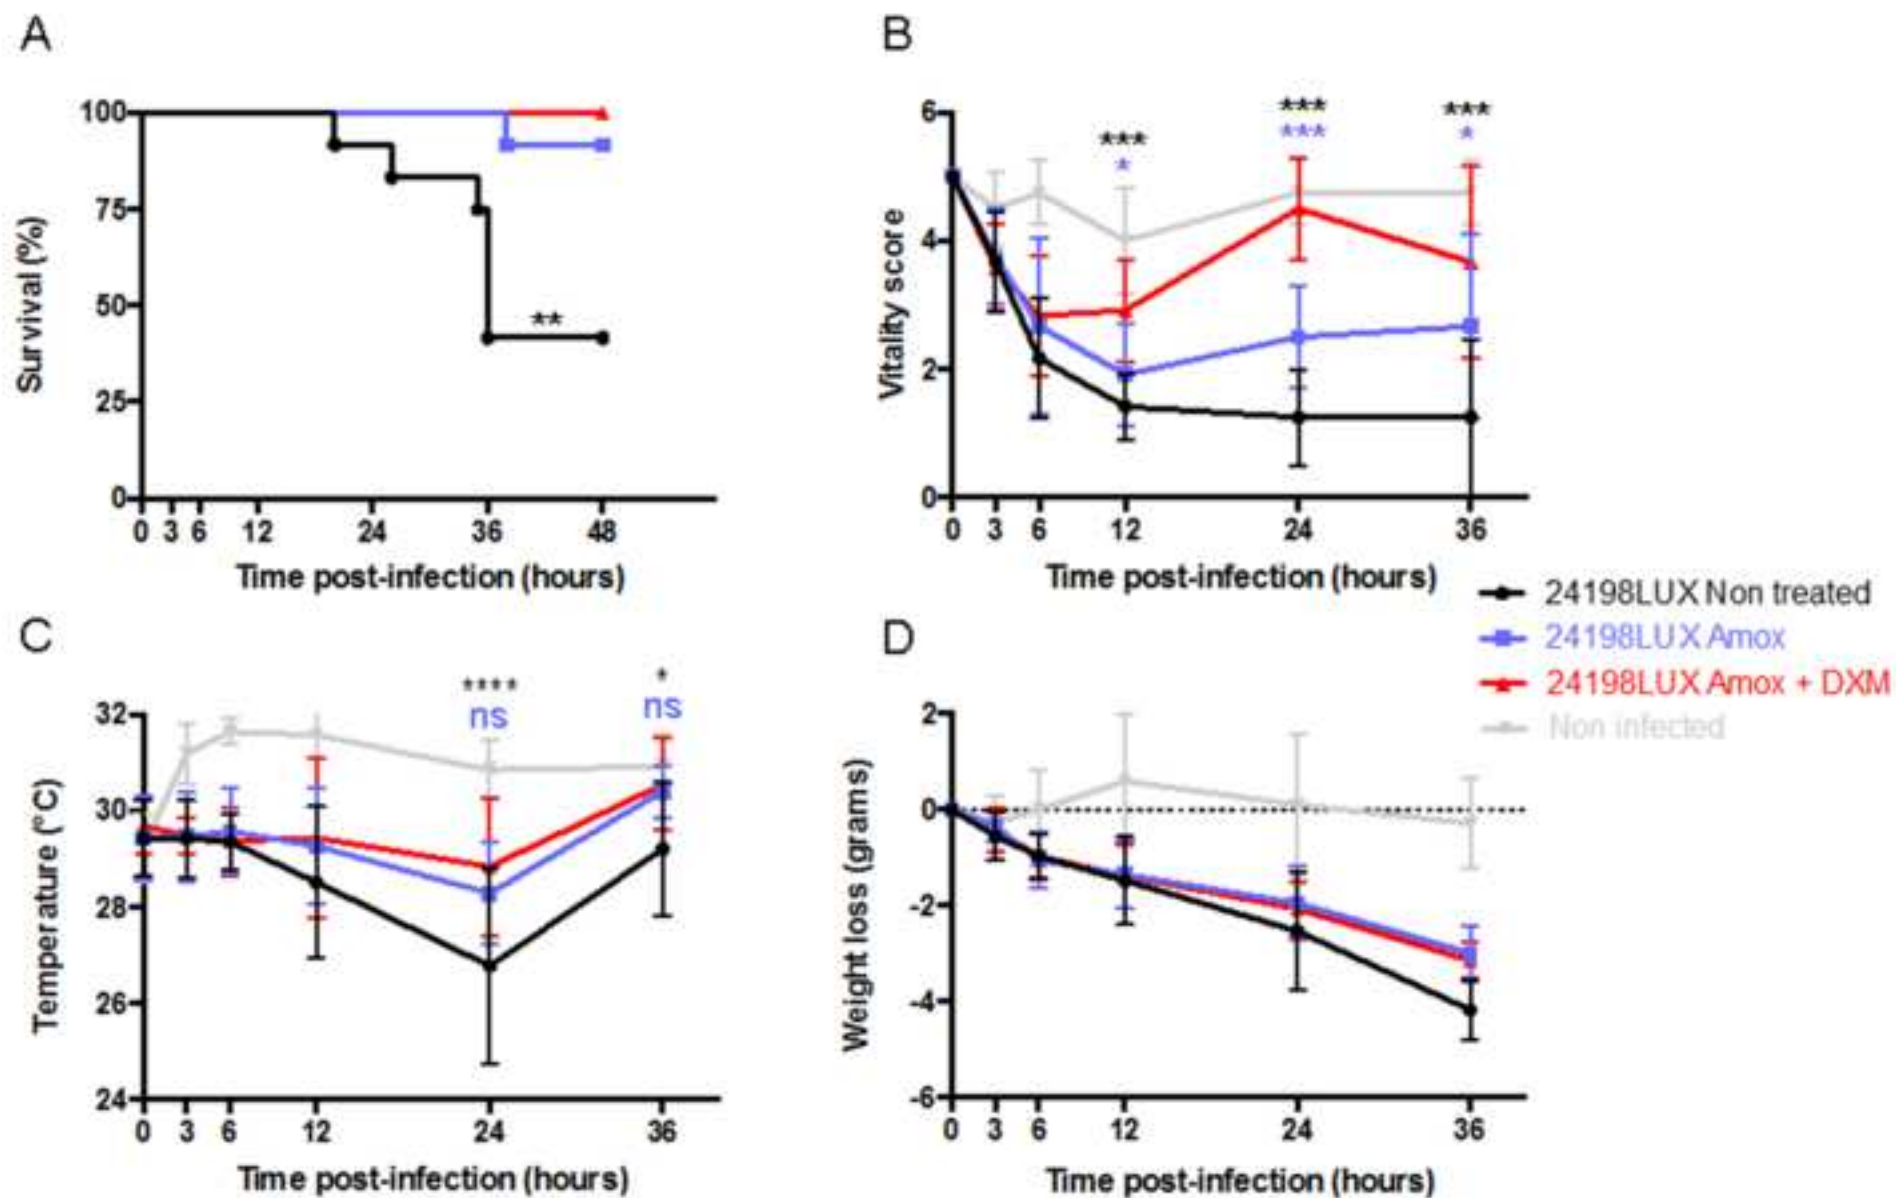 A
Survival (%)
100
75
50
25
0
**
0 3 6 12 24 36 48
Time post-infection (hours)
B
Vitality score
6
4
2
0
*** *** ***
* *** *
0 3 6 12 24 36
Time post-infection (hours)
24198LUX Non treated
24198LUX Amox
24198LUX Amox + DXM
Non infected
C
Temperature (°C)
32
30
28
26
24
**** *
ns ns
0 3 6 12 24 36
Time post-infection (hours)
D
Weight loss (grams)
2
0
-2
-4
-6
0 3 6 12 24 36
Time post-infection (hours)